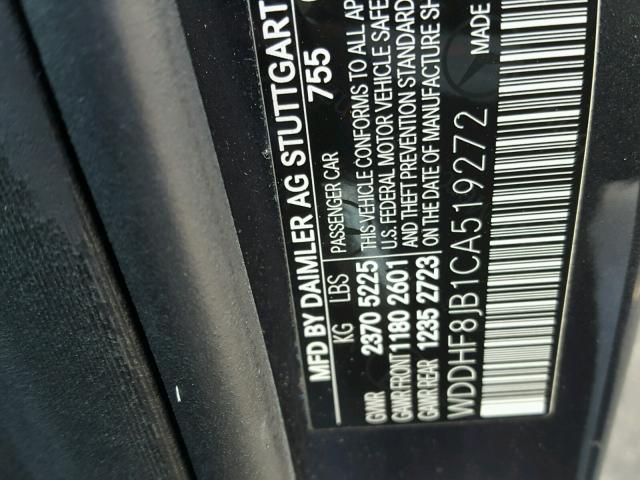 MFD BY DAIMLER AG STUTTGART
755
KG LBS PASSENGER CAR
GWR 2370 5225 THIS VEHICLE CONFORMS TO ALL AP
GAWR FRONT 1180 2601 U.S. FEDERAL MOTOR VEHICLE SAFE
GAWR REAR 1235 2723 AND THEFT PREVENTION STANDARD
ON THE DATE OF MANUFACTURE SH
WDDHF8JB1CA519272 MADE